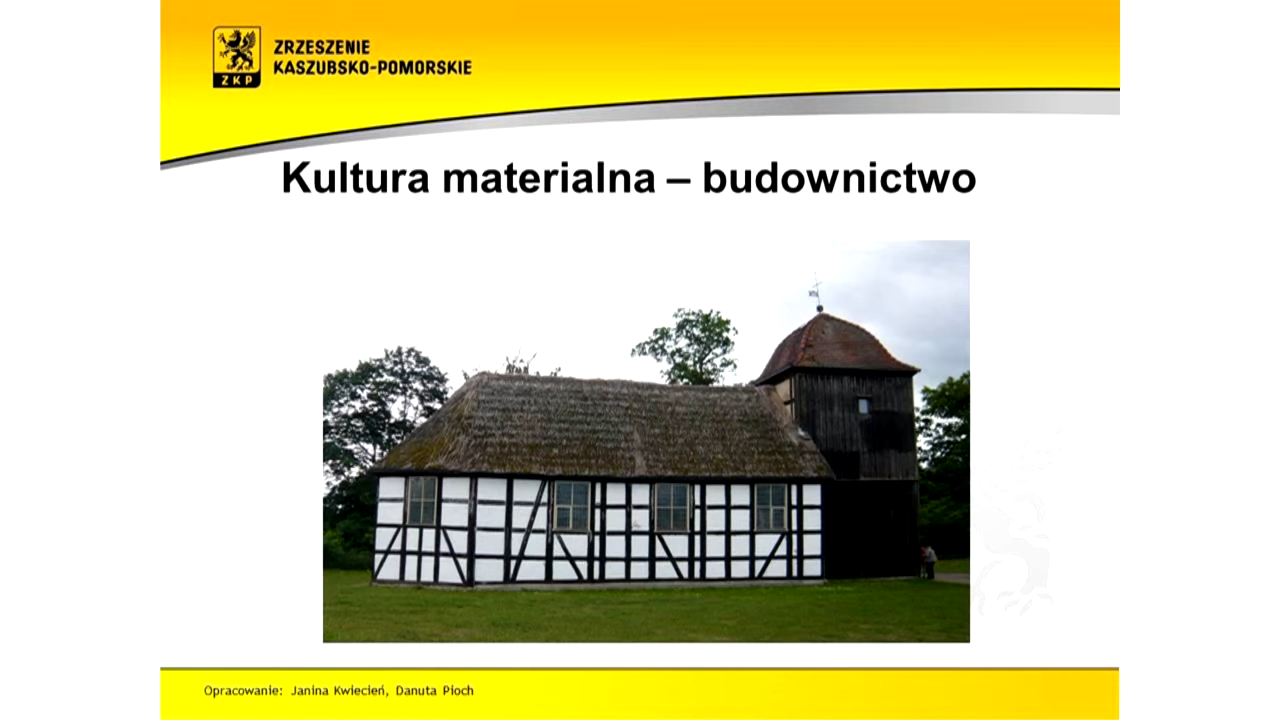 ZKP
ZRZESZENIE
KASZUBSKO-POMORSKIE
Kultura materialna – budownictwo
Opracowanie: Janina Kwiecień, Danuta Pioch